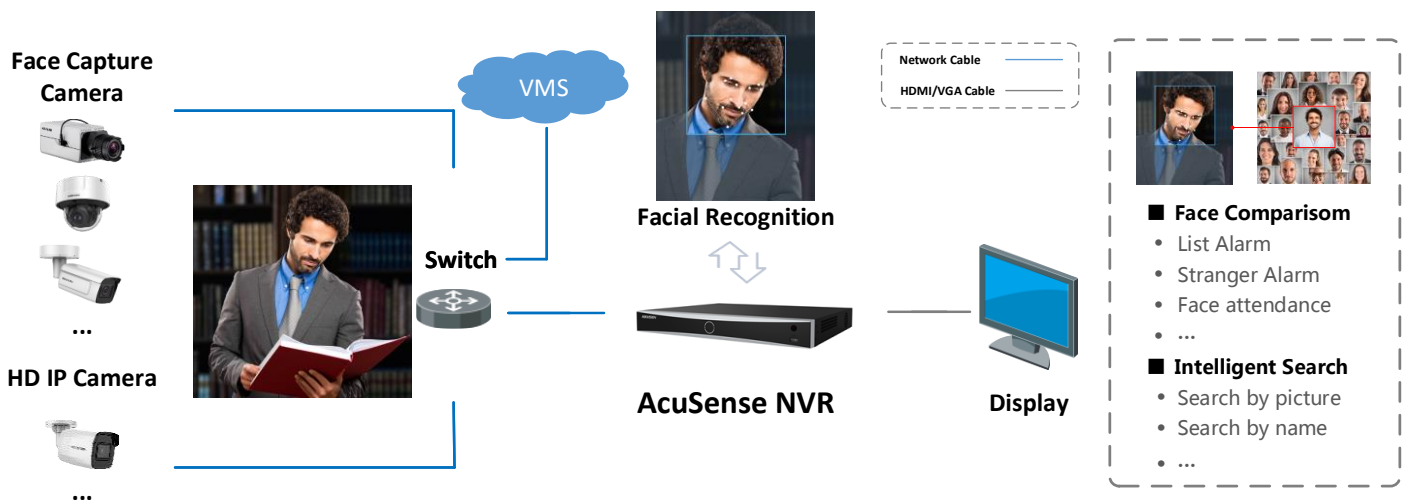 Face Capture
Camera
...
HD IP Camera
...
VMS
Switch
Facial Recognition
AcuSense NVR
Display
Network Cable
HDMI/VGA Cable
■ Face Comparisom
• List Alarm
• Stranger Alarm
• Face attendance
• ...
■ Intelligent Search
• Search by picture
• Search by name
• ...